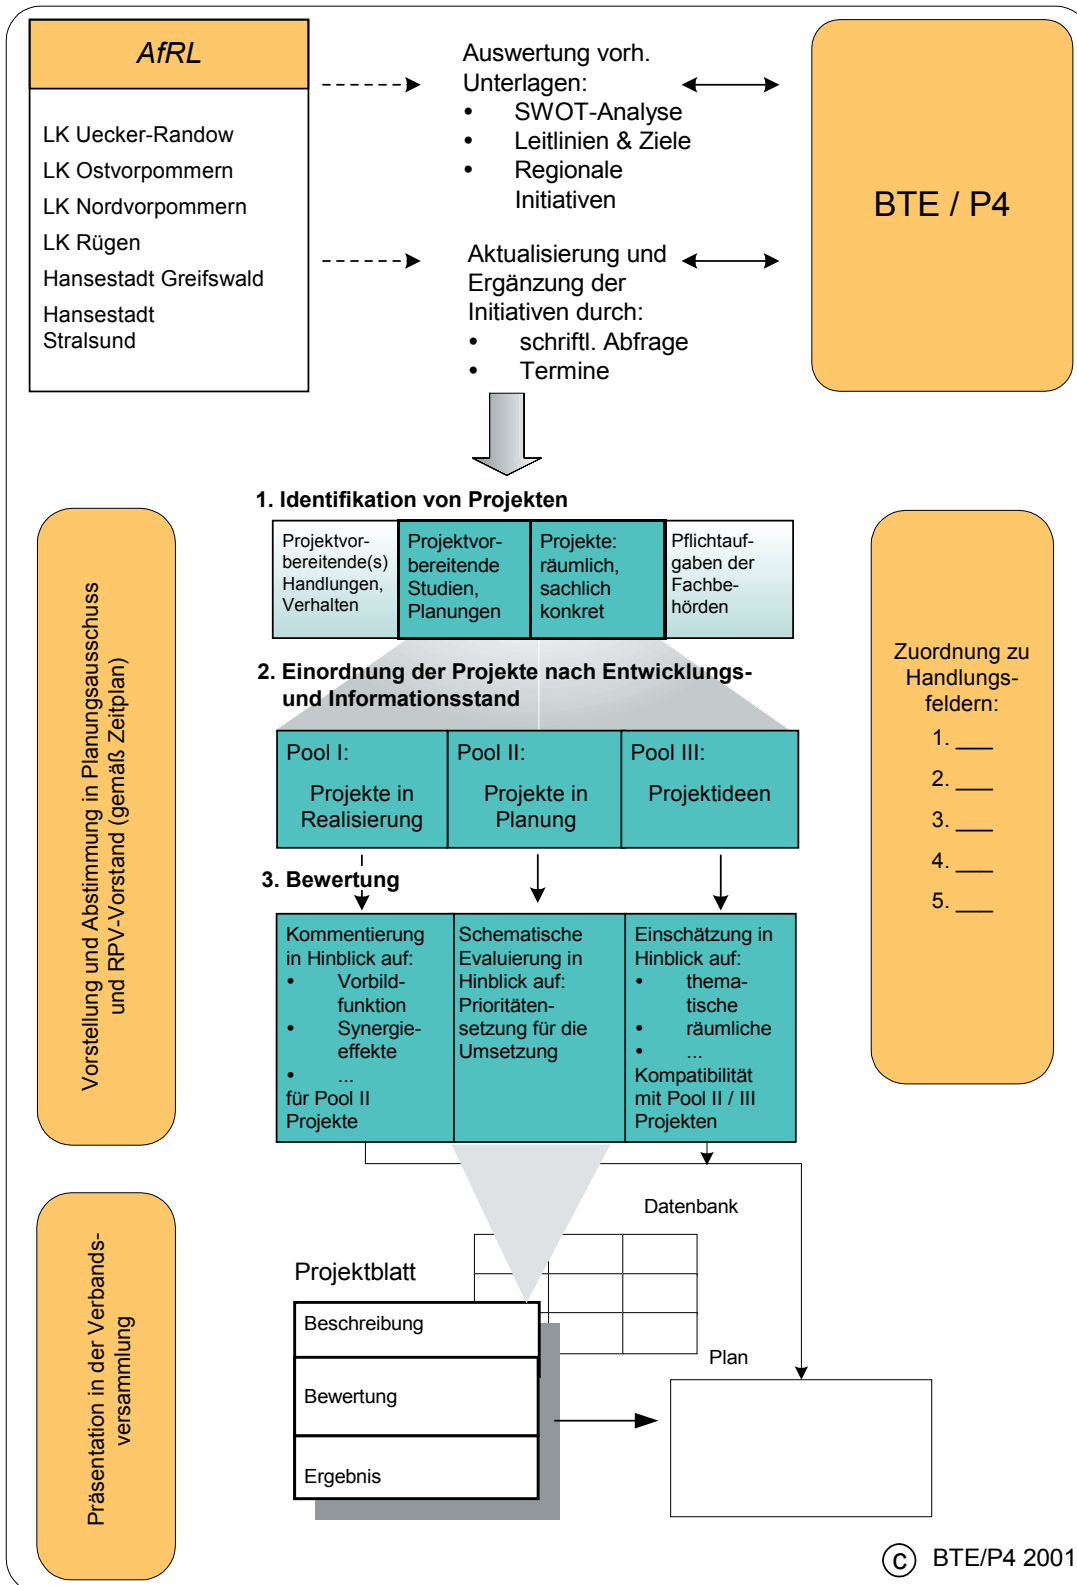 AfRL
LK Uecker-Randow
LK Ostvorpommern
LK Nordvorpommern
LK Rügen
Hansestadt Greifswald
Hansestadt
Stralsund
Auswertung vorh.
Unterlagen:
• SWOT-Analyse
• Leitlinien & Ziele
• Regionale
Initiativen
Aktualisierung und
Ergänzung der
Initiativen durch:
• schriftl. Abfrage
• Termine
BTE / P4
1. Identifikation von Projekten
Projektvor-
bereitende(s)
Handlungen,
Verhalten
Projektvor-
bereitende
Studien,
Planungen
Projekte:
räumlich,
sachlich
konkret
Pflichtauf-
gaben der
Fachbe-
hörden
2. Einordnung der Projekte nach Entwicklungs-
und Informationsstand
Pool I:
Projekte in
Realisierung
Pool II:
Projekte in
Planung
Pool III:
Projektideen
3. Bewertung
Kommentierung
in Hinblick auf:
• Vorbild-
funktion
• Synergie-
effekte
• ...
für Pool II
Projekte
Schematische
Evaluierung in
Hinblick auf:
Prioritäten-
setzung für die
Umsetzung
Einschätzung in
Hinblick auf:
• thema-
tische
• räumliche
• ...
Kompatibilität
mit Pool II / III
Projekten
Vorstellung und Abstimmung in Planungsausschuss
und RPV-Vorstand (gemäß Zeitplan)
Zuordnung zu
Handlungs-
feldern:
1. ___
2. ___
3. ___
4. ___
5. ___
Präsentation in der Verbands-
versammlung
Datenbank
Projektblatt
Beschreibung
Bewertung
Ergebnis
Plan
© BTE/P4 2001